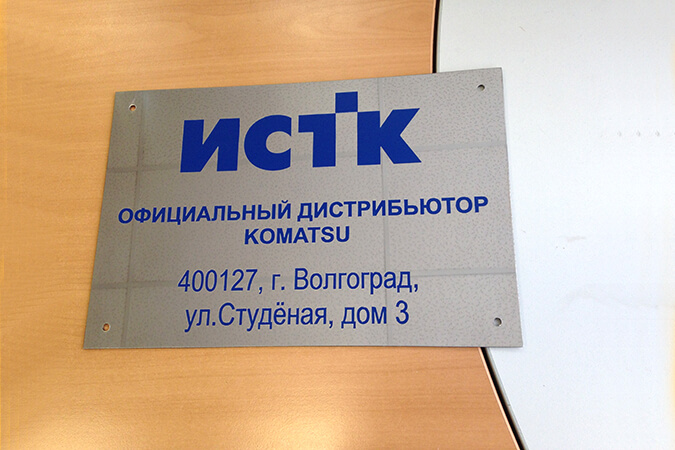 ИСТК
ОФИЦИАЛЬНЫЙ ДИСТРИБЬЮТОР
KOMATSU
400127, г. Волгоград,
ул.Студёная, дом 3